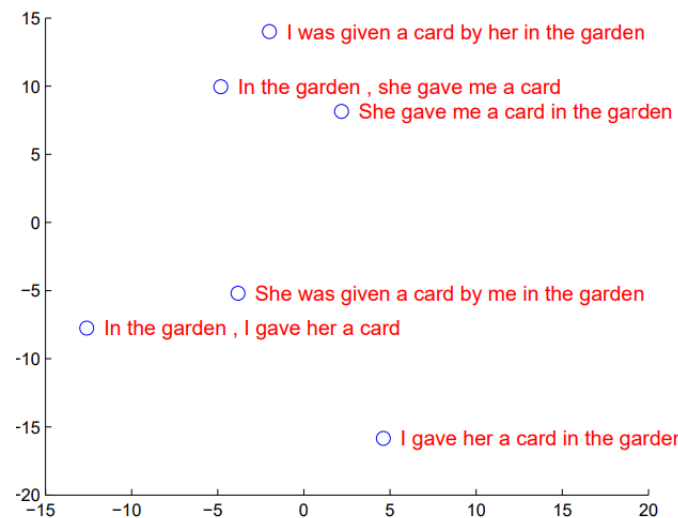 15
I was given a card by her in the garden
10
In the garden , she gave me a card
She gave me a card in the garden
5
0
−5
She was given a card by me in the garden
In the garden , I gave her a card
−10
−15
I gave her a card in the garden
−20
−15 −10 −5 0 5 10 15 20